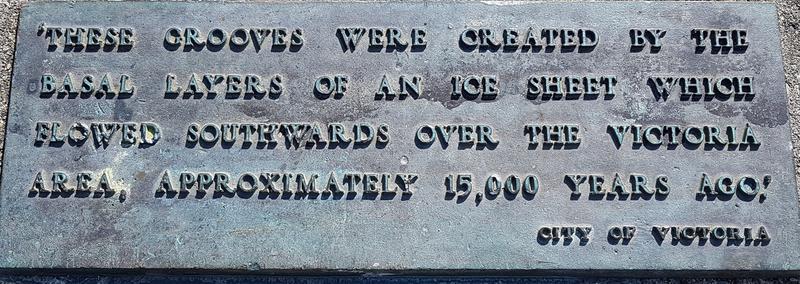 'THESE GROOVES WERE CREATED BY THE
BASAL LAYERS OF AN ICE SHEET WHICH
FLOWED SOUTHWARDS OVER THE VICTORIA
AREA, APPROXIMATELY 15,000 YEARS AGO.'
CITY OF VICTORIA